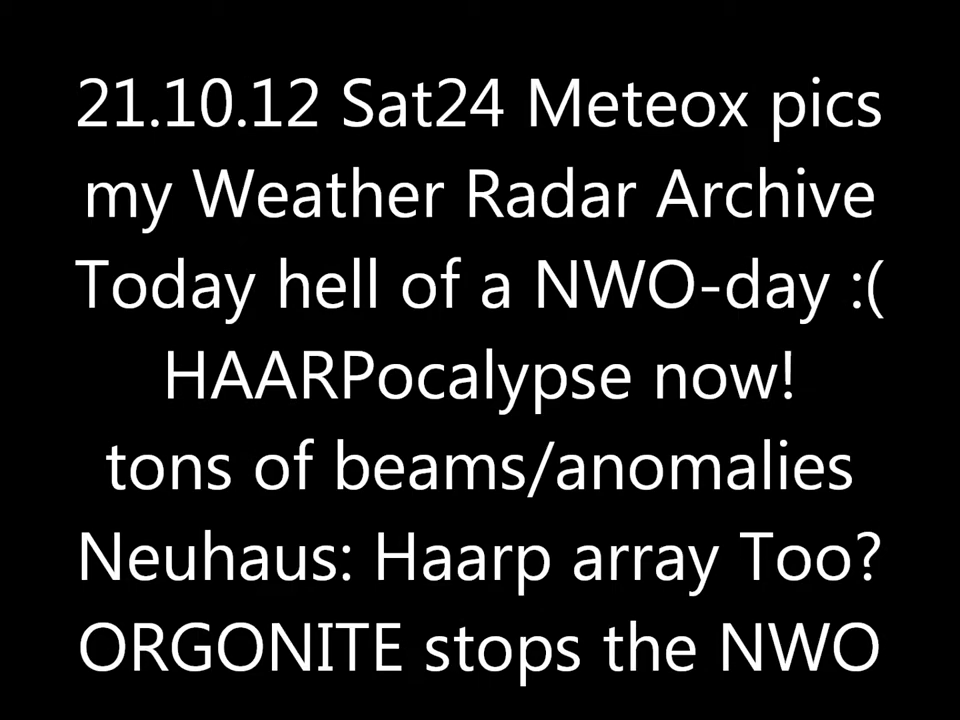 21.10.12 Sat24 Meteox pics
my Weather Radar Archive
Today hell of a NWO-day :(
HAARPocalypse now!
tons of beams/anomalies
Neuhaus: Haarp array Too?
ORGONITE stops the NWO